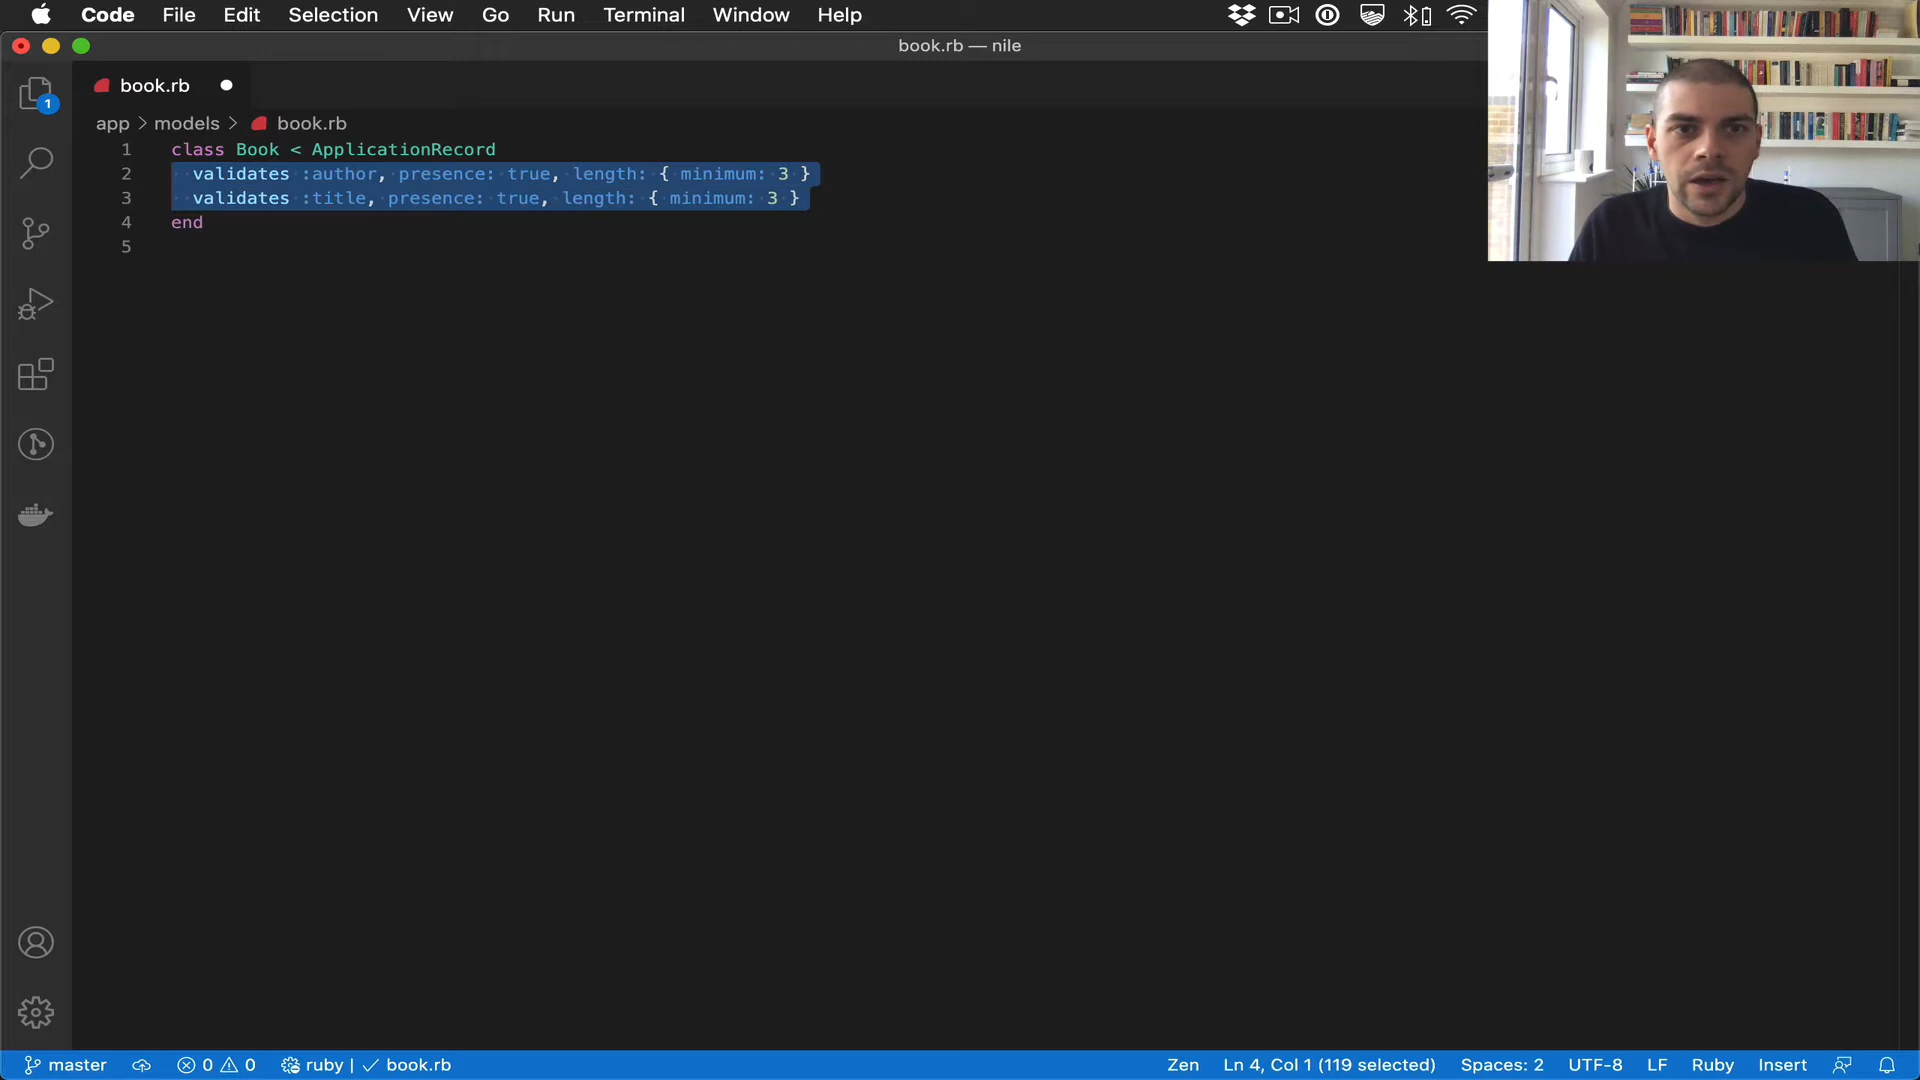 Code File Edit Selection View Go Run Terminal Window Help
book.rb — nile
book.rb
1
app > models > book.rb
1 class Book < ApplicationRecord
2 validates :author, presence: true, length: { minimum: 3 }
3 validates :title, presence: true, length: { minimum: 3 }
4 end
5
master 0 0 ruby | ✓ book.rb Zen Ln 4, Col 1 (119 selected) Spaces: 2 UTF-8 LF Ruby Insert